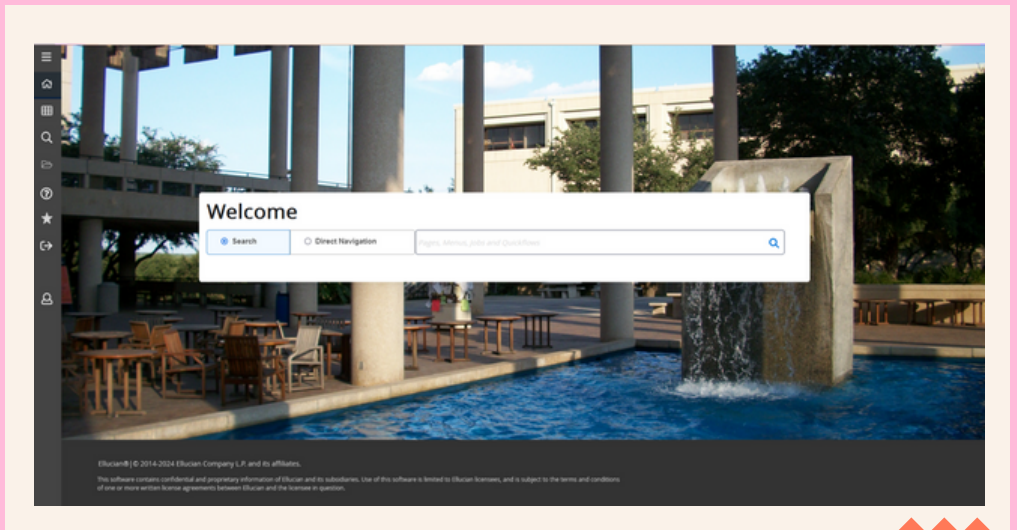 Welcome
Search
Direct Navigation
Pages, Menus, Jobs and Quickflows
Ellucian® | © 2014-2024 Ellucian Company L.P. and its affiliates.
This software contains confidential and proprietary information of Ellucian and its subsidiaries. Use of this software is limited to Ellucian licensees, and is subject to the terms and conditions
of one or more written license agreements between Ellucian and the licensee in question.